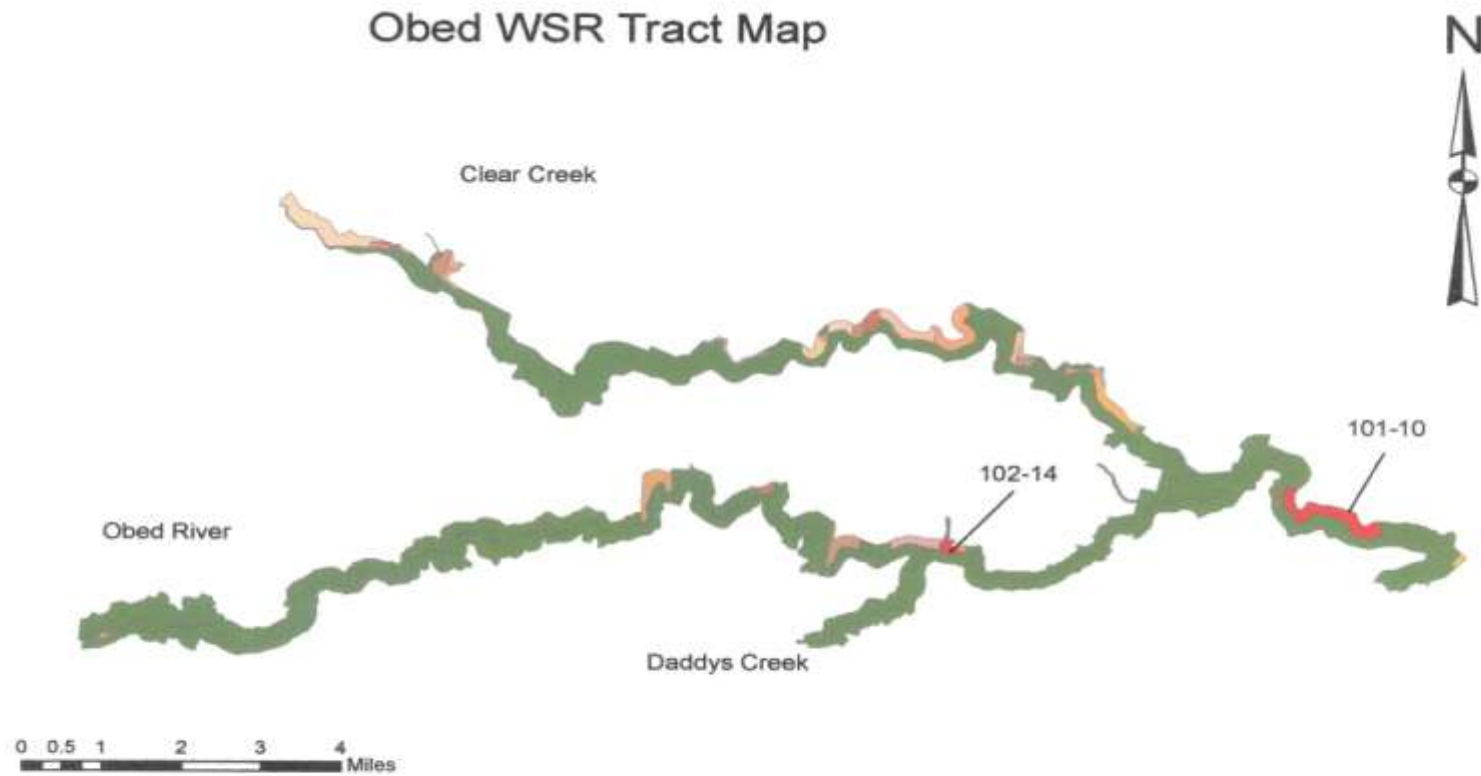 Obed WSR Tract Map
N
Clear Creek
101-10
102-14
Obed River
Daddys Creek
0 0.5 1 2 3 4
Miles